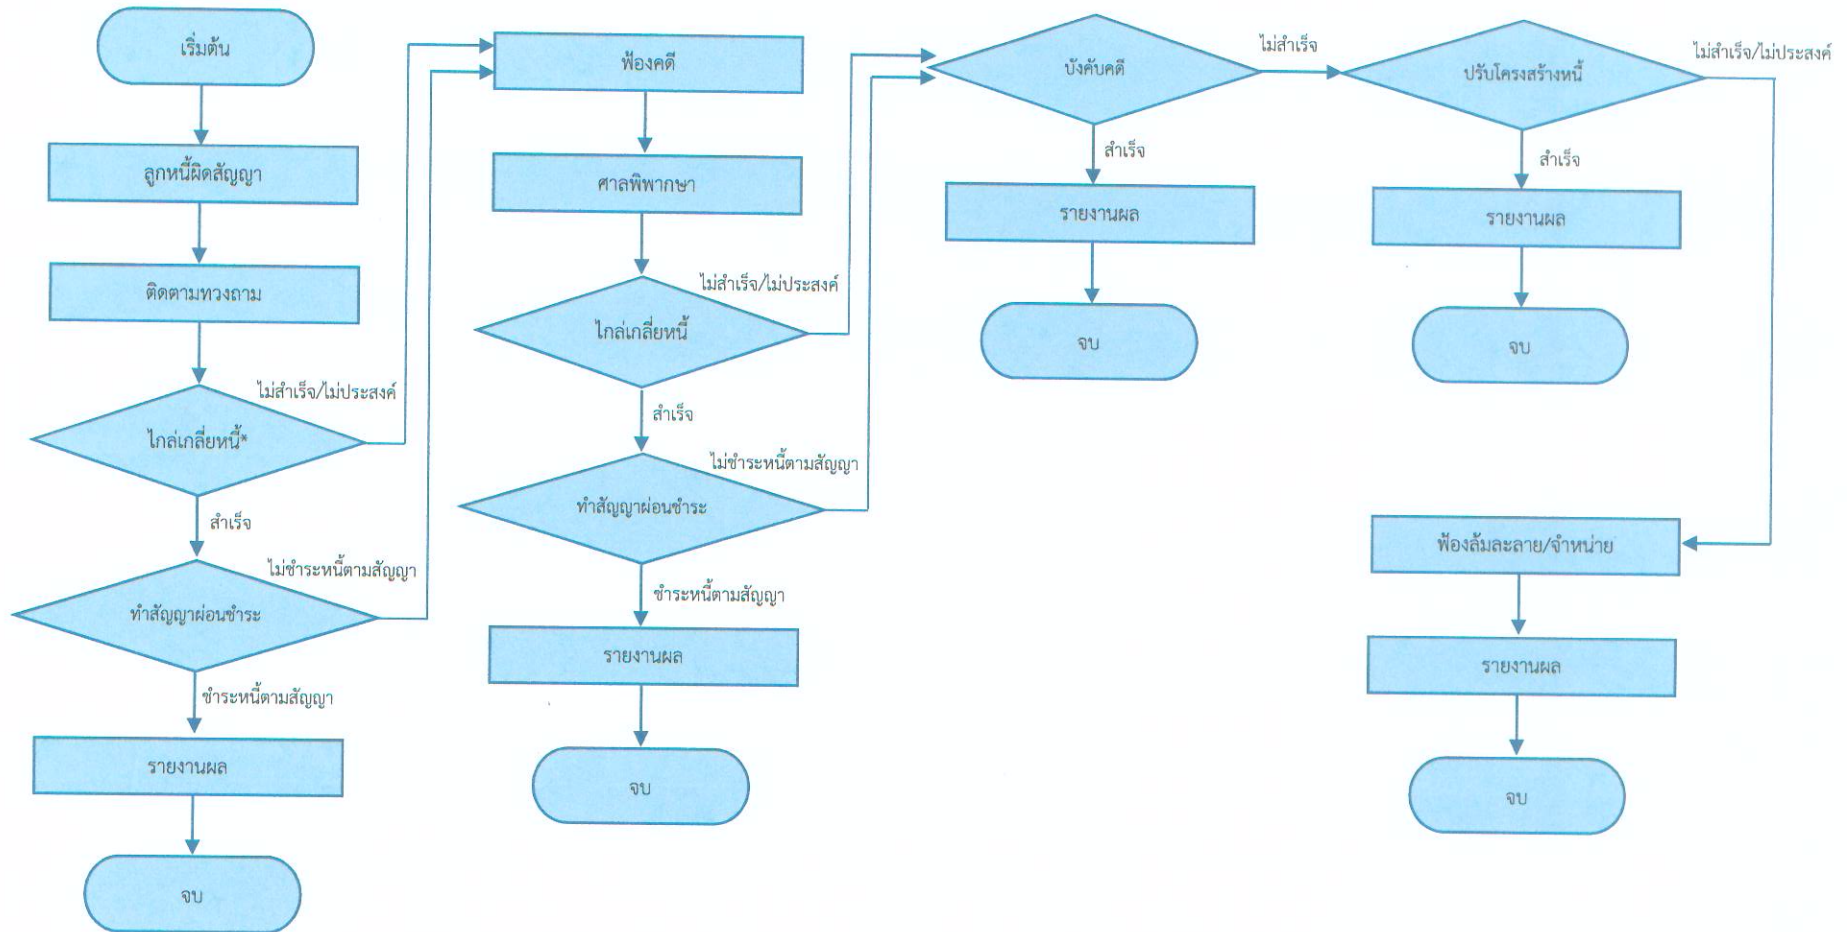 เริ่มต้น
ลูกหนี้ผิดสัญญา
ติดตามทวงถาม
ไม่สำเร็จ/ไม่ประสงค์
ไกล่เกลี่ยหนี้*
สำเร็จ
ไม่ชำระหนี้ตามสัญญา
ทำสัญญาผ่อนชำระ
ชำระหนี้ตามสัญญา
รายงานผล
จบ
ฟ้องคดี
ศาลพิพากษา
ไม่สำเร็จ/ไม่ประสงค์
ไกล่เกลี่ยหนี้
สำเร็จ
ไม่ชำระหนี้ตามสัญญา
ทำสัญญาผ่อนชำระ
ชำระหนี้ตามสัญญา
รายงานผล
จบ
บังคับคดี
ไม่สำเร็จ
สำเร็จ
รายงานผล
จบ
ปรับโครงสร้างหนี้
ไม่สำเร็จ/ไม่ประสงค์
สำเร็จ
รายงานผล
จบ
ฟ้องล้มละลาย/จำหน่าย
รายงานผล
จบ